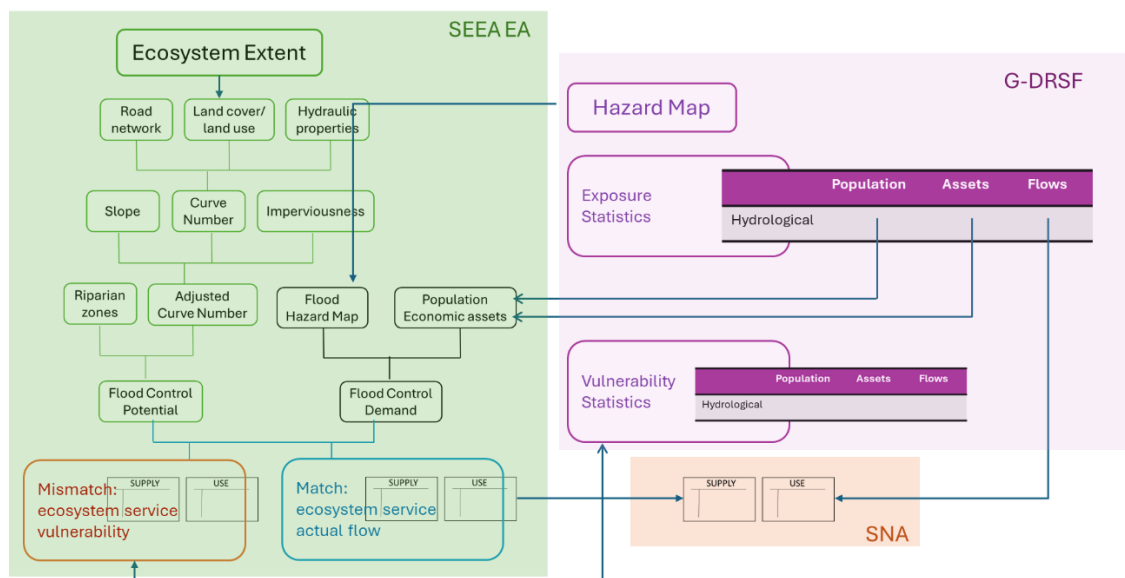 SEEA EA
Ecosystem Extent
Road
network
Land cover/
land use
Hydraulic
properties
Slope
Curve
Number
Imperviousness
Riparian
zones
Adjusted
Curve Number
Flood
Hazard Map
Population
Economic assets
Flood Control
Potential
Flood Control
Demand
Mismatch:
ecosystem service
vulnerability
SUPPLY
USE
Match:
ecosystem service
actual flow
SUPPLY
USE
G-DRSF
Hazard Map
Exposure
Statistics
Population Assets Flows
Hydrological
Vulnerability
Statistics
Population Assets Flows
Hydrological
SUPPLY
USE
SNA